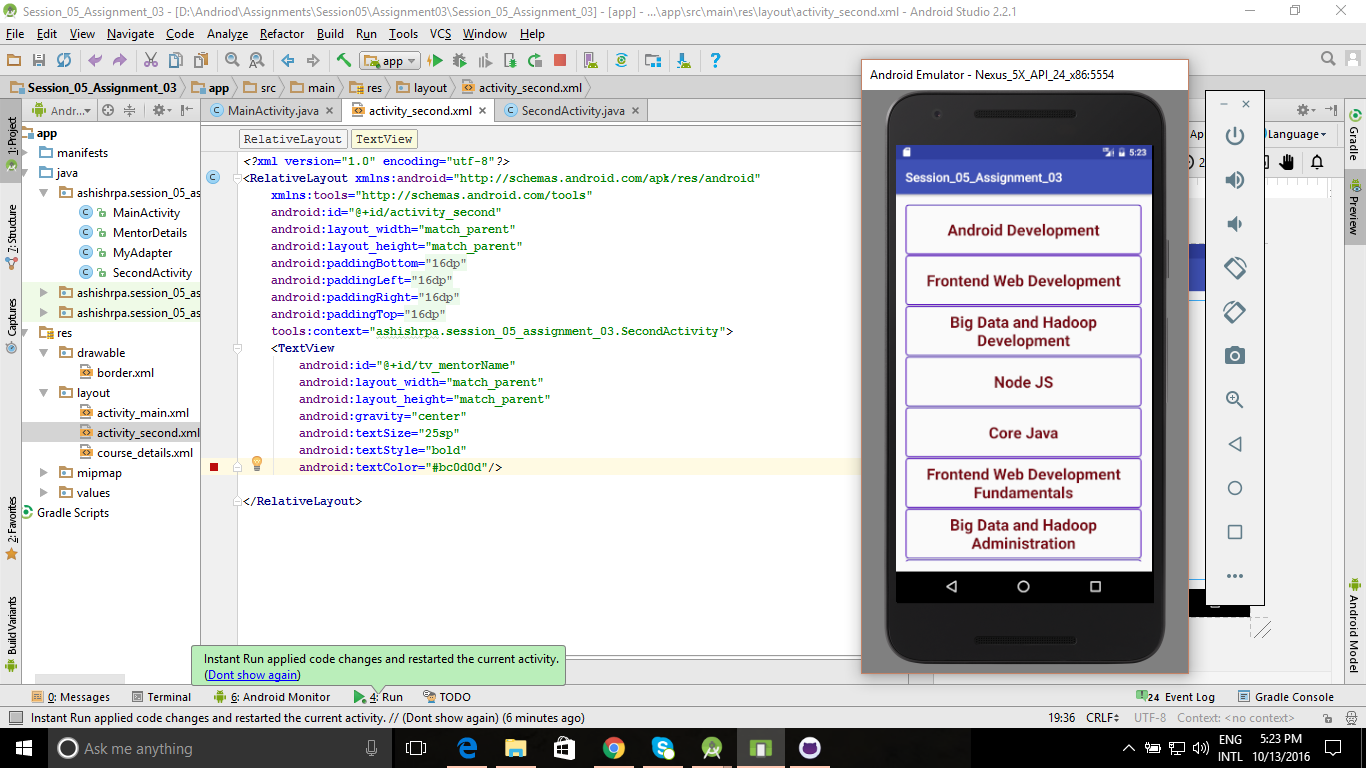 Session_05_Assignment_03 - [D:\Andriod\Assignments\Session05\Assignment03\Session_05_Assignment_03] - [app] - ...\app\src\main\res\layout\activity_second.xml - Android Studio 2.2.1
File Edit View Navigate Code Analyze Refactor Build Run Tools VCS Window Help
app
Session_05_Assignment_03 app src main res layout activity_second.xml
Andr...
MainActivity.java activity_second.xml SecondActivity.java
1: Project
7: Structure
Captures
2: Favorites
Build Variants
app
manifests
java
ashishrpa.session_05_as
MainActivity
MentorDetails
MyAdapter
SecondActivity
ashishrpa.session_05_as
ashishrpa.session_05_as
res
drawable
border.xml
layout
activity_main.xml
activity_second.xml
course_details.xml
mipmap
values
Gradle Scripts
RelativeLayout TextView
<?xml version="1.0" encoding="utf-8"?>
<RelativeLayout xmlns:android="http://schemas.android.com/apk/res/android"
xmlns:tools="http://schemas.android.com/tools"
android:id="@+id/activity_second"
android:layout_width="match_parent"
android:layout_height="match_parent"
android:paddingBottom="16dp"
android:paddingLeft="16dp"
android:paddingRight="16dp"
android:paddingTop="16dp"
tools:context="ashishrpa.session_05_assignment_03.SecondActivity">
<TextView
android:id="@+id/tv_mentorName"
android:layout_width="match_parent"
android:layout_height="match_parent"
android:gravity="center"
android:textSize="25sp"
android:textStyle="bold"
android:textColor="#bc0d0d"/>
</RelativeLayout>
Android Emulator - Nexus_5X_API_24_x86:5554
5:23
Session_05_Assignment_03
Android Development
Frontend Web Development
Big Data and Hadoop
Development
Node JS
Core Java
Frontend Web Development
Fundamentals
Big Data and Hadoop
Administration
Language
Gradle
Preview
Android Model
Instant Run applied code changes and restarted the current activity.
(Dont show again)
0: Messages Terminal 6: Android Monitor 4: Run TODO 24 Event Log Gradle Console
Instant Run applied code changes and restarted the current activity. // (Dont show again) (6 minutes ago) 19:36 CRLF UTF-8 Context: <no context>
Ask me anything
ENG 5:23 PM
INTL 10/13/2016